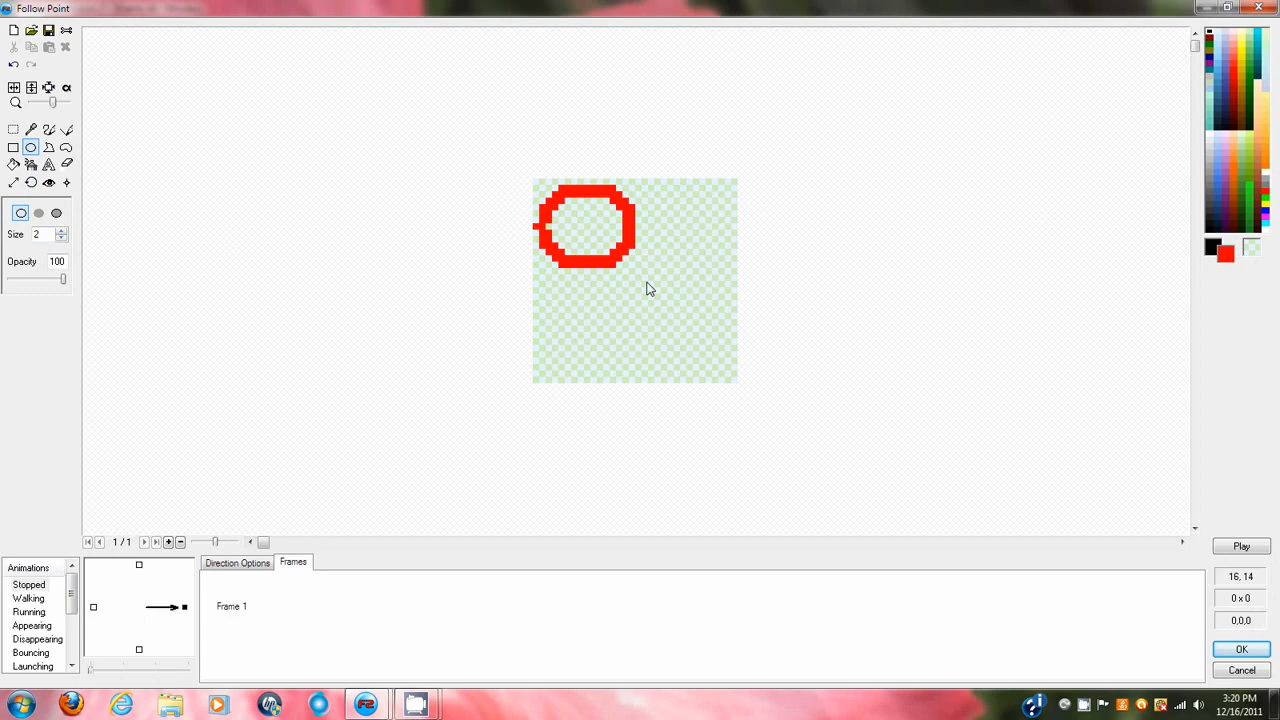 Follow Point
Size 2
Opacity 100
1 / 1
Animations
Stopped
Walking
Running
Appearing
Disappearing
Bouncing
Launching
Direction Options
Frames
Frame 1
Play
16, 14
0 x 0
0,0,0
OK
Cancel
3:20 PM
12/16/2011